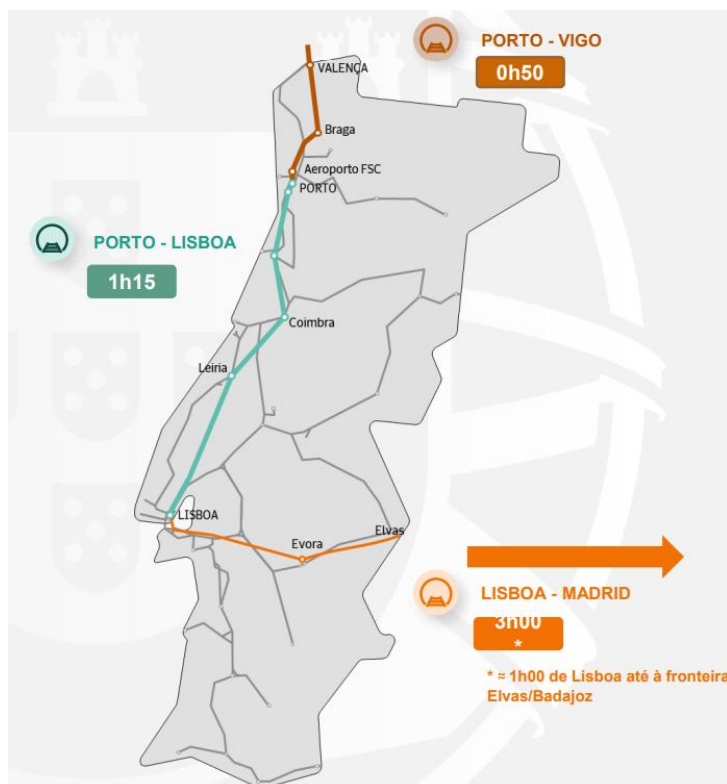 PORTO - VIGO
0h50
VALENÇA
Braga
Aeroporto FSC
PORTO
PORTO - LISBOA
1h15
Coimbra
Leiria
LISBOA
Evora
Elvas
LISBOA - MADRID
3h00
*
* ≈ 1h00 de Lisboa até à fronteira
Elvas/Badajoz